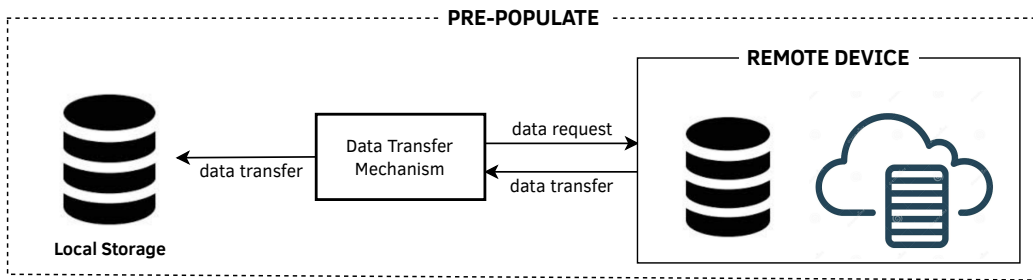 PRE-POPULATE
REMOTE DEVICE
data request
Data Transfer
Mechanism
data transfer
data transfer
Local Storage